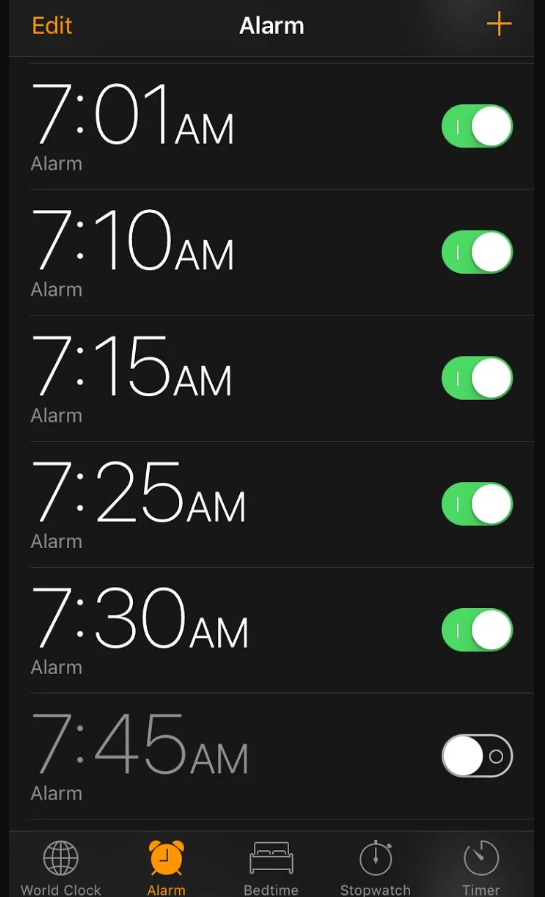 Edit Alarm +
7:01AM
Alarm
7:10AM
Alarm
7:15AM
Alarm
7:25AM
Alarm
7:30AM
Alarm
7:45AM
Alarm
World Clock Alarm Bedtime Stopwatch Timer